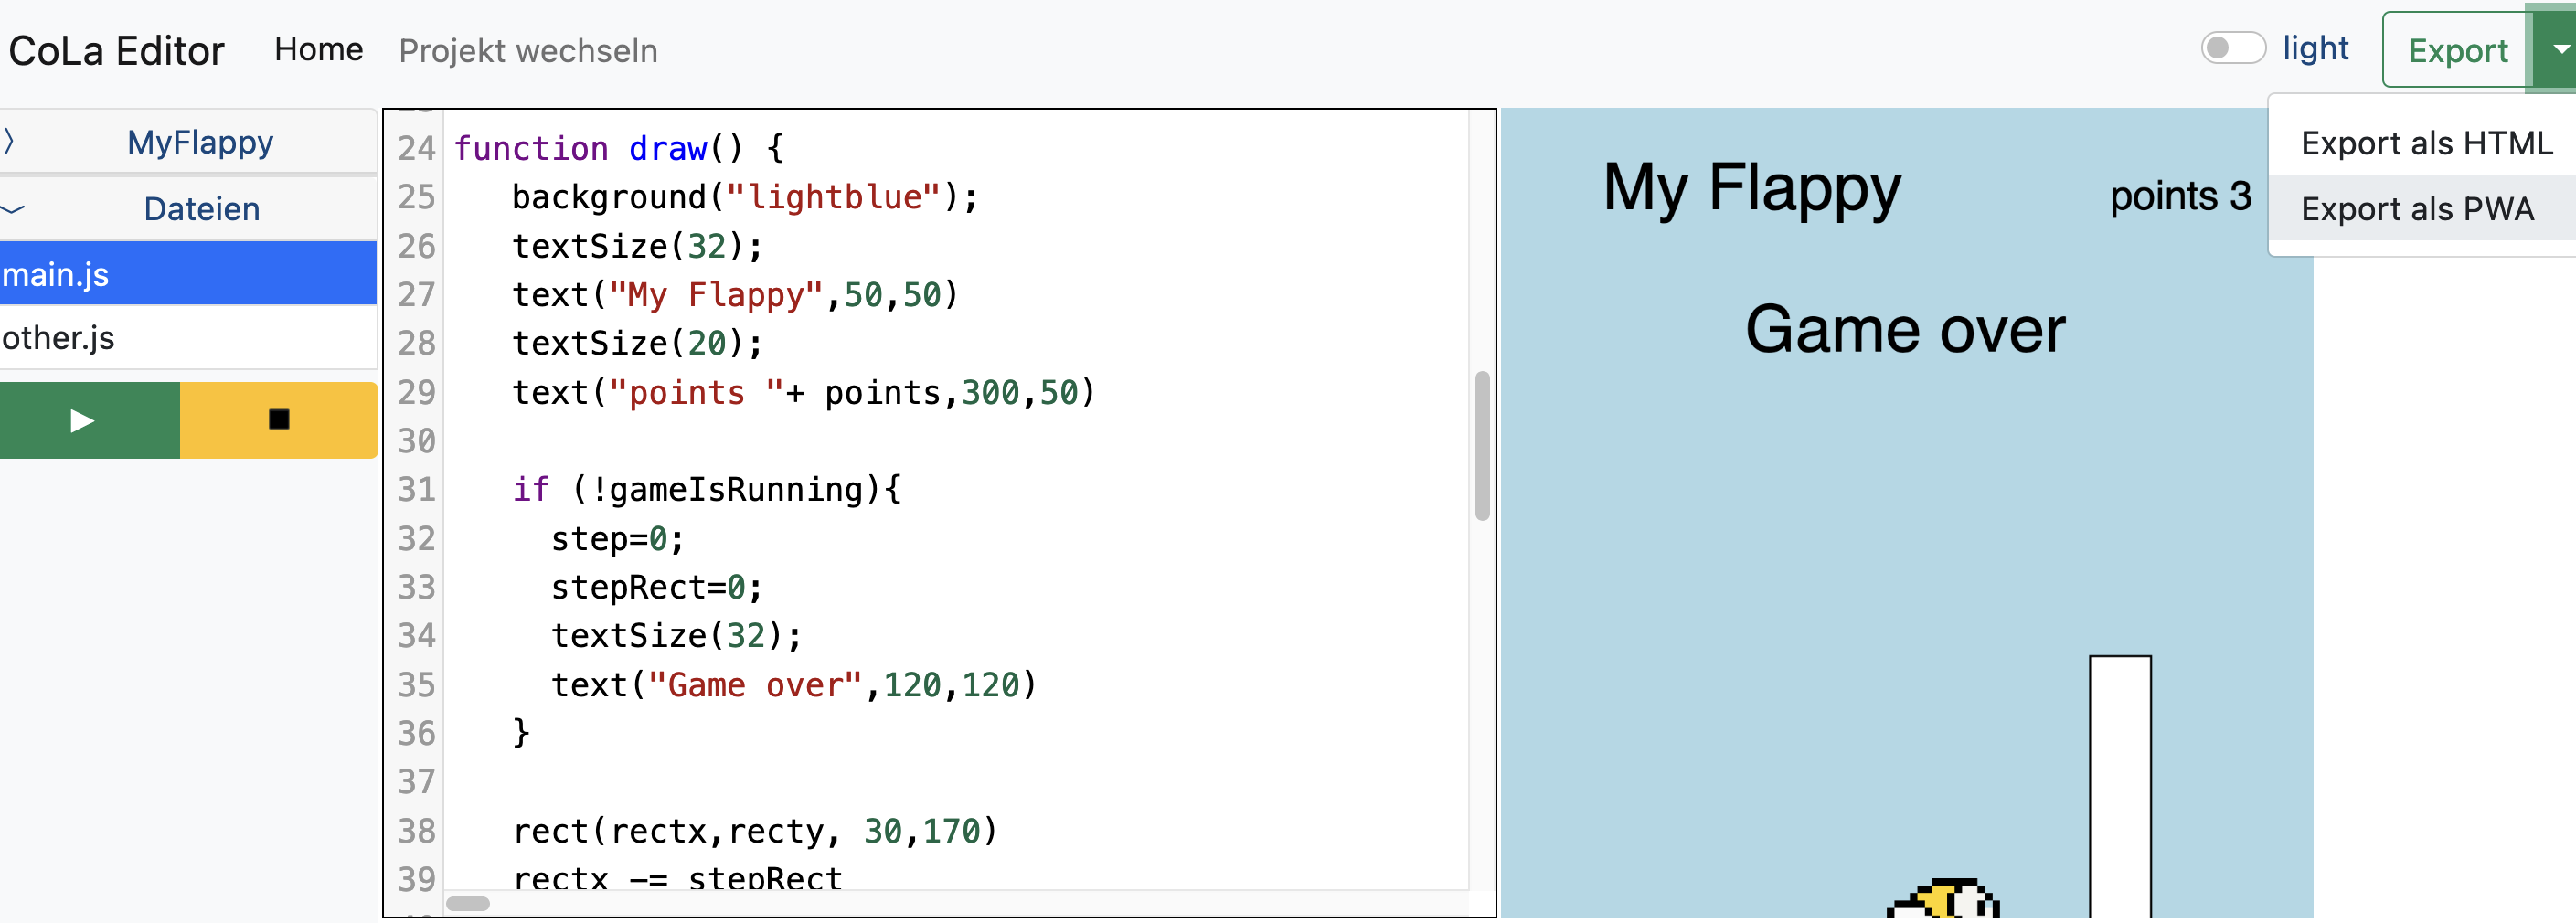 CoLa Editor Home Projekt wechseln light Export
Export als HTML
Export als PWA
MyFlappy
Dateien
main.js
other.js
24 function draw() {
25 background("lightblue");
26 textSize(32);
27 text("My Flappy",50,50)
28 textSize(20);
29 text("points "+ points,300,50)
30
31 if (!gameIsRunning){
32 step=0;
33 stepRect=0;
34 textSize(32);
35 text("Game over",120,120)
36 }
37
38 rect(rectx,recty, 30,170)
39 rectx -= stepRect
My Flappy points 3
Game over